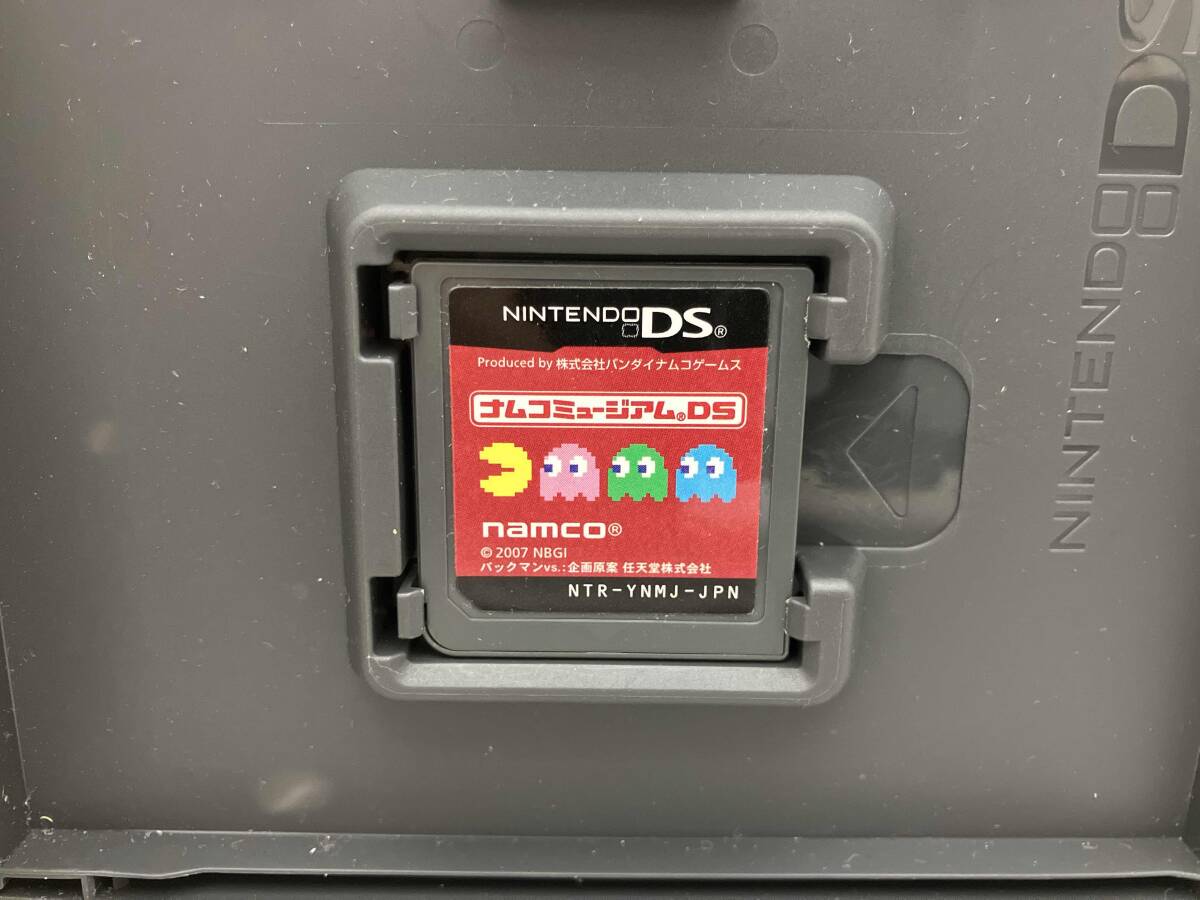 NINTENDO DS®
Produced by 株式会社バンダイナムコゲームス
ナムコミュージアム®DS
namco®
© 2007 NBGI
パックマンvs.:企画原案 任天堂株式会社
NTR-YNMJ-JPN
NINTENDO DS